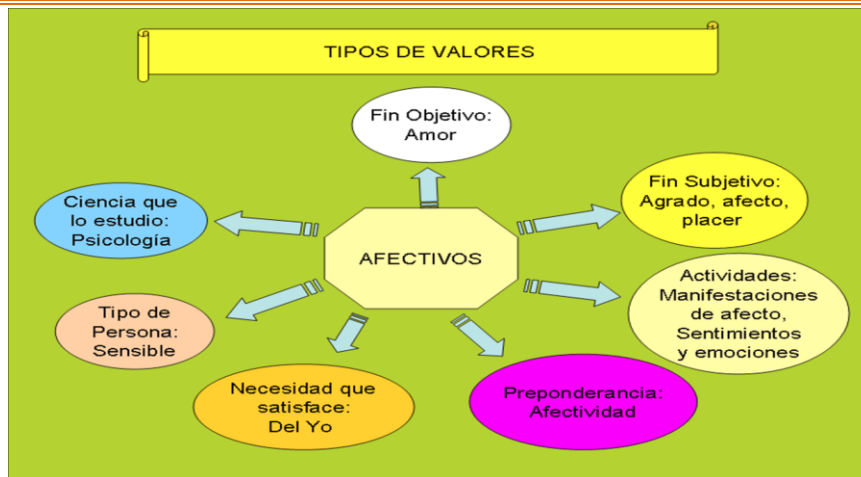 TIPOS DE VALORES
Fin Objetivo:
Amor
Fin Subjetivo:
Agrado, afecto,
placer
Ciencia que
lo estudio:
Psicología
AFECTIVOS
Actividades:
Manifestaciones
de afecto,
Sentimientos
y emociones
Tipo de
Persona:
Sensible
Necesidad que
satisface:
Del Yo
Preponderancia:
Afectividad